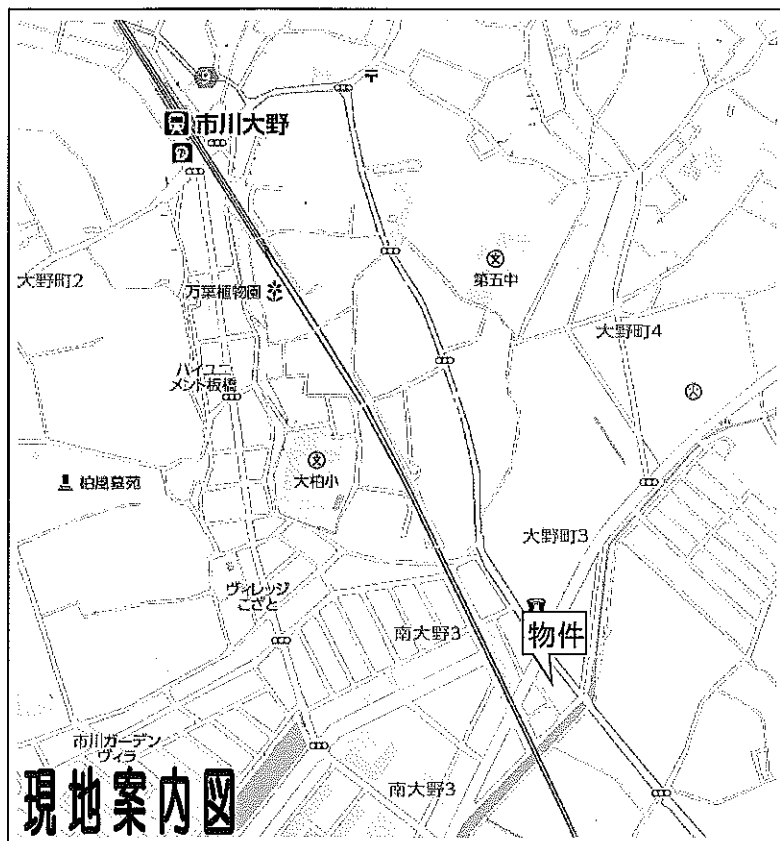 市川大野
大野町2
万葉植物園
第五中
大野町4
ハイユニ
メント板橋
柏風墓苑
大柏小
大野町3
ヴィレッジ
こざと
南大野3
物件
市川ガーデン
ヴィラ
南大野3
現地案内図